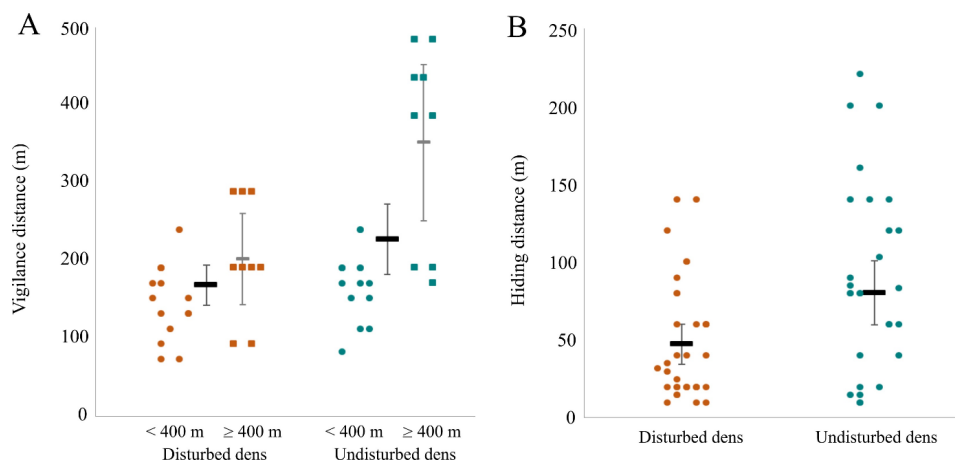 A
Vigilance distance (m)
500
400
300
200
100
0
< 400 m ≥ 400 m < 400 m ≥ 400 m
Disturbed dens Undisturbed dens
B
Hiding distance (m)
250
200
150
100
50
0
Disturbed dens Undisturbed dens